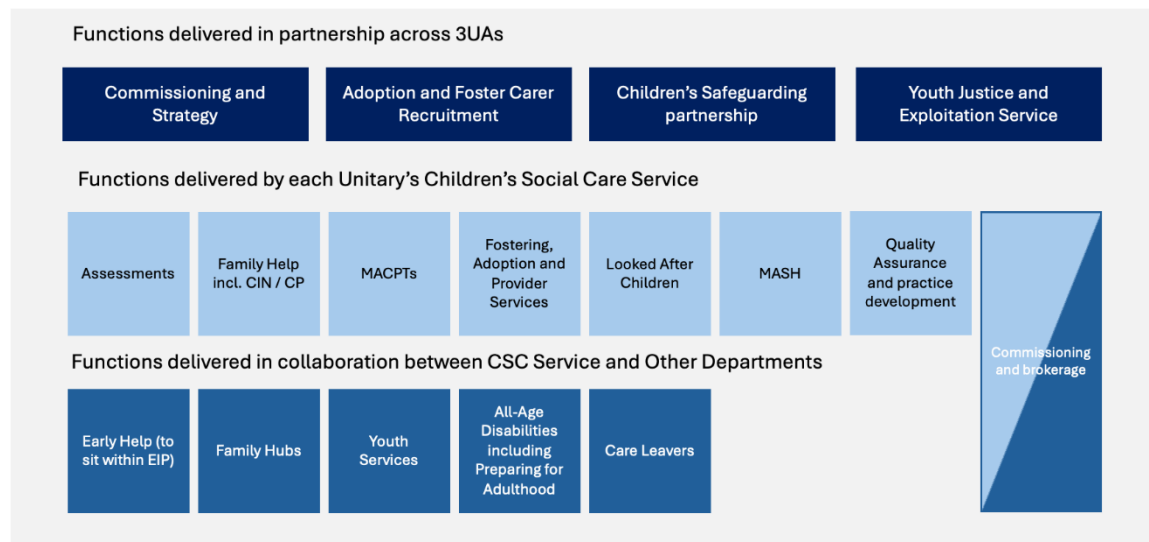 Functions delivered in partnership across 3UAs
Commissioning and
Strategy
Adoption and Foster Carer
Recruitment
Children’s Safeguarding
partnership
Youth Justice and
Exploitation Service
Functions delivered by each Unitary’s Children’s Social Care Service
Assessments
Family Help
incl. CIN / CP
MACPTs
Fostering,
Adoption and
Provider
Services
Looked After
Children
MASH
Quality
Assurance
and practice
development
Commissioning
and brokerage
Functions delivered in collaboration between CSC Service and Other Departments
Early Help (to
sit within EIP)
Family Hubs
Youth
Services
All-Age
Disabilities
including
Preparing for
Adulthood
Care Leavers